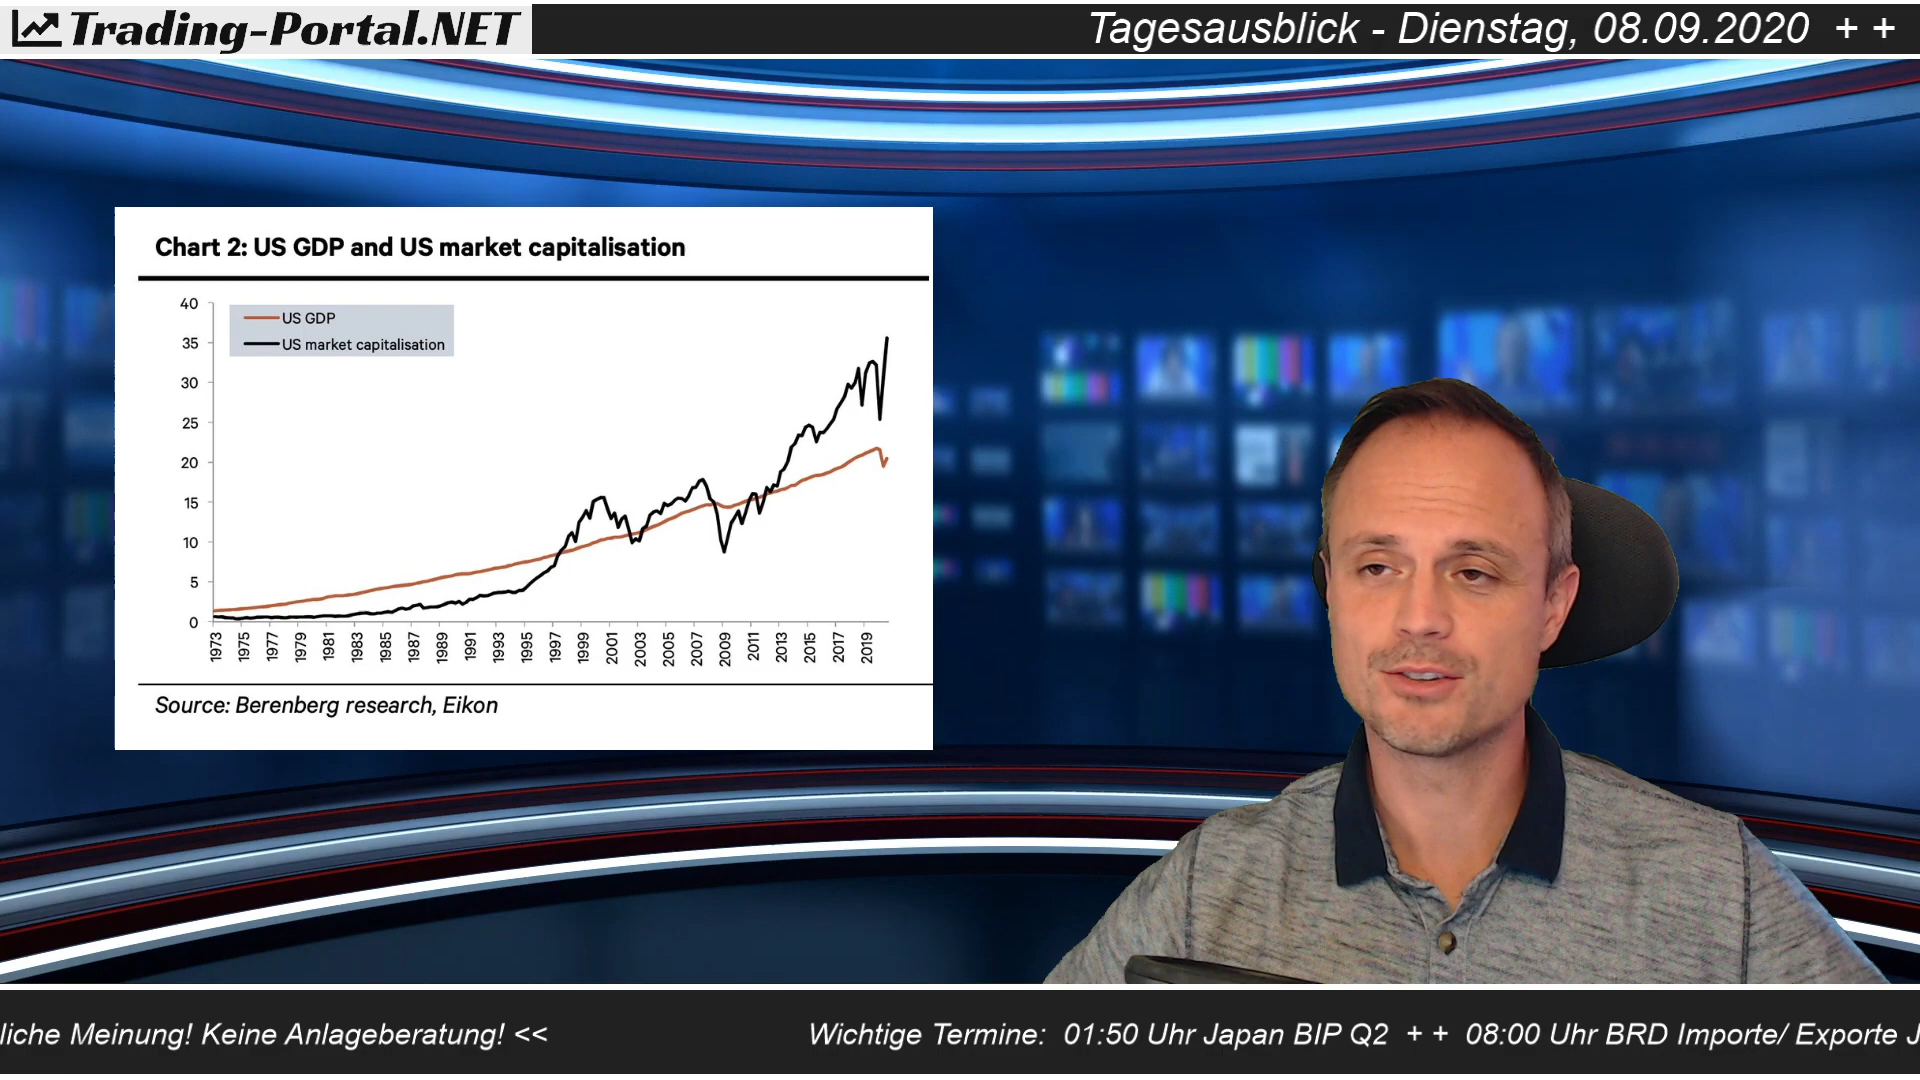 Trading-Portal.NET
Tagesausblick - Dienstag, 08.09.2020 + +
Chart 2: US GDP and US market capitalisation
40
35
30
25
20
15
10
5
0
US GDP
US market capitalisation
1973 1975 1977 1979 1981 1983 1985 1987 1989 1991 1993 1995 1997 1999 2001 2003 2005 2007 2009 2011 2013 2015 2017 2019
Source: Berenberg research, Eikon
liche Meinung! Keine Anlageberatung! << Wichtige Termine: 01:50 Uhr Japan BIP Q2 + + 08:00 Uhr BRD Importe/ Exporte J